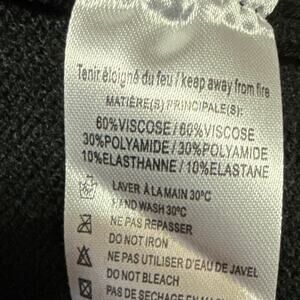 Tenir éloigné du feu / keep away from fire
MATIÈRE(S) PRINCIPALE(S):
60%VISCOSE / 60%VISCOSE
30%POLYAMIDE / 30%POLYAMIDE
10%ELASTHANNE / 10%ELASTANE
LAVER À LA MAIN 30°C
HAND WASH 30°C
NE PAS REPASSER
DO NOT IRON
NE PAS UTILISER D'EAU DE JAVEL
DO NOT BLEACH
PAS DE SECHAGE EN